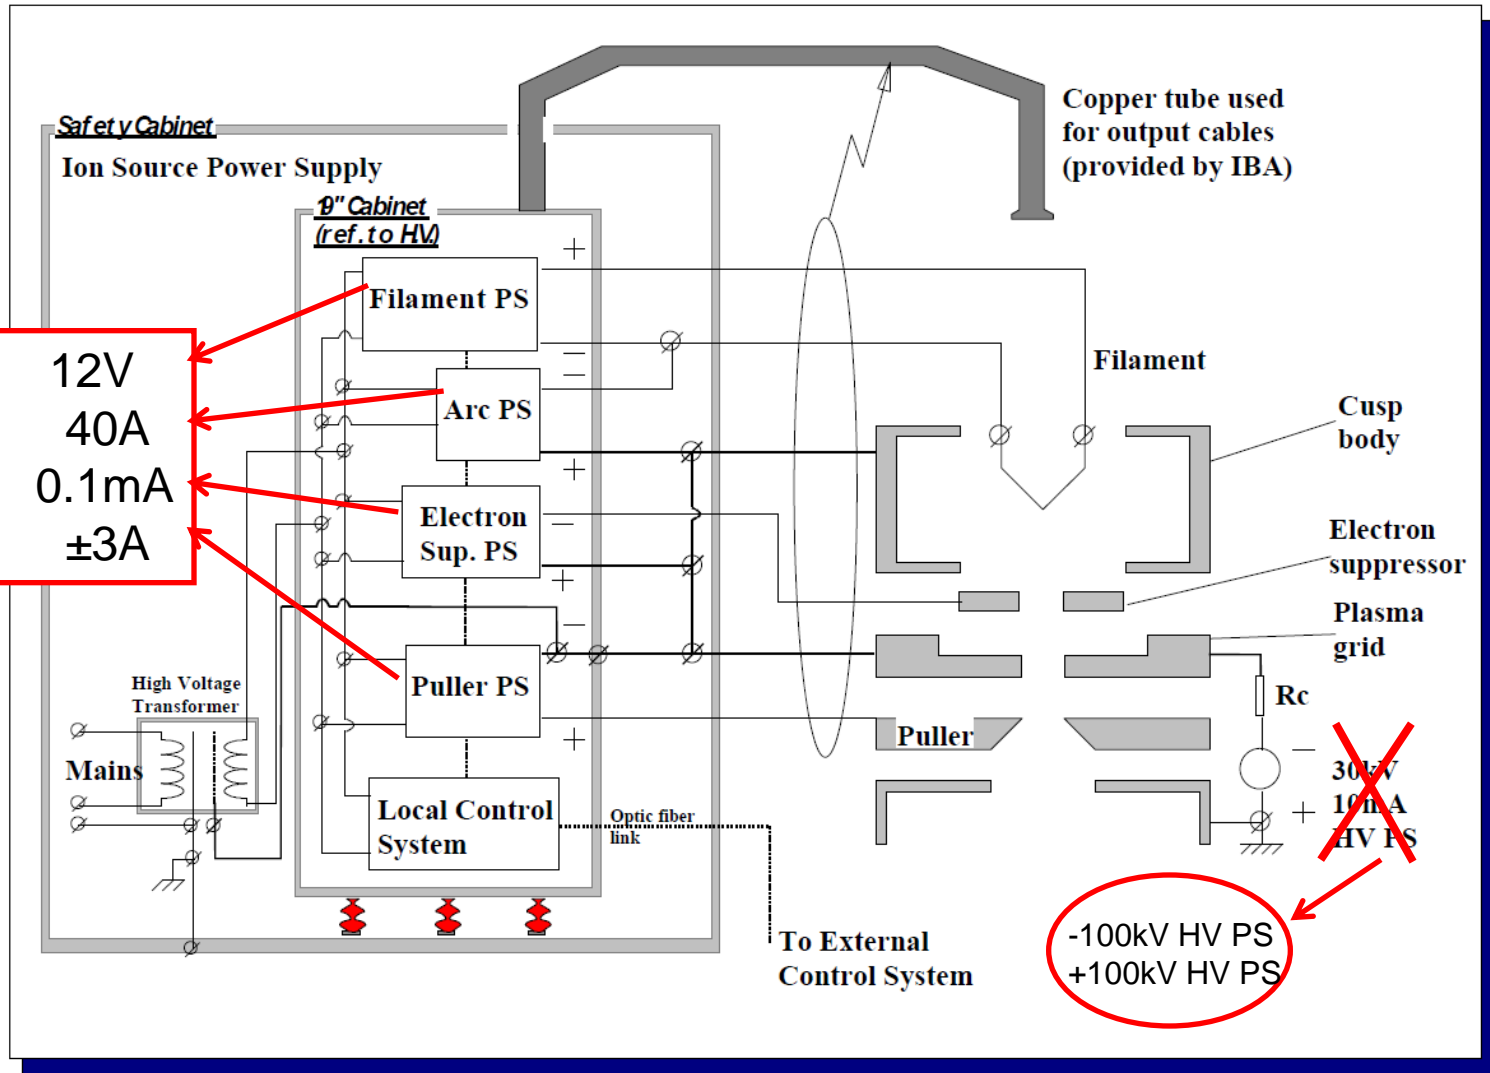 Copper tube used
for output cables
(provided by IBA)
Safety Cabinet
Ion Source Power Supply
19" Cabinet
(ref. to H.V.)
+
Filament PS
Filament
12V
40A
0.1mA
±3A
Arc PS
+
Cusp
body
Electron
Sup. PS
+
Electron
suppressor
Plasma
grid
High Voltage
Transformer
Puller PS
+
Puller
Rc
Mains
30kV
10mA
HV PS
+
Local Control
System
Optic fiber
link
To External
Control System
-100kV HV PS
+100kV HV PS